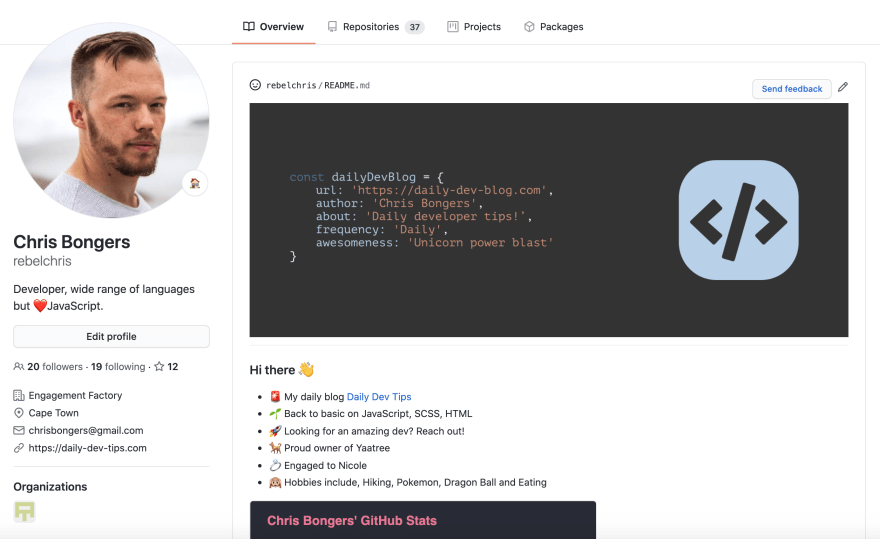 Overview
Repositories 37
Projects
Packages
Chris Bongers
rebelchris
Developer, wide range of languages
but ❤️JavaScript.
Edit profile
20 followers · 19 following · 12
Engagement Factory
Cape Town
chrisbongers@gmail.com
https://daily-dev-tips.com
Organizations
rebelchris/README.md
Send feedback
const dailyDevBlog = {
url: 'https://daily-dev-blog.com',
author: 'Chris Bongers',
about: 'Daily developer tips!',
frequency: 'Daily',
awesomeness: 'Unicorn power blast'
}
</>
Hi there 👋
🚨 My daily blog Daily Dev Tips
🌱 Back to basic on JavaScript, SCSS, HTML
🚀 Looking for an amazing dev? Reach out!
🐕 Proud owner of Yaatree
💍 Engaged to Nicole
🙉 Hobbies include, Hiking, Pokemon, Dragon Ball and Eating
Chris Bongers' GitHub Stats